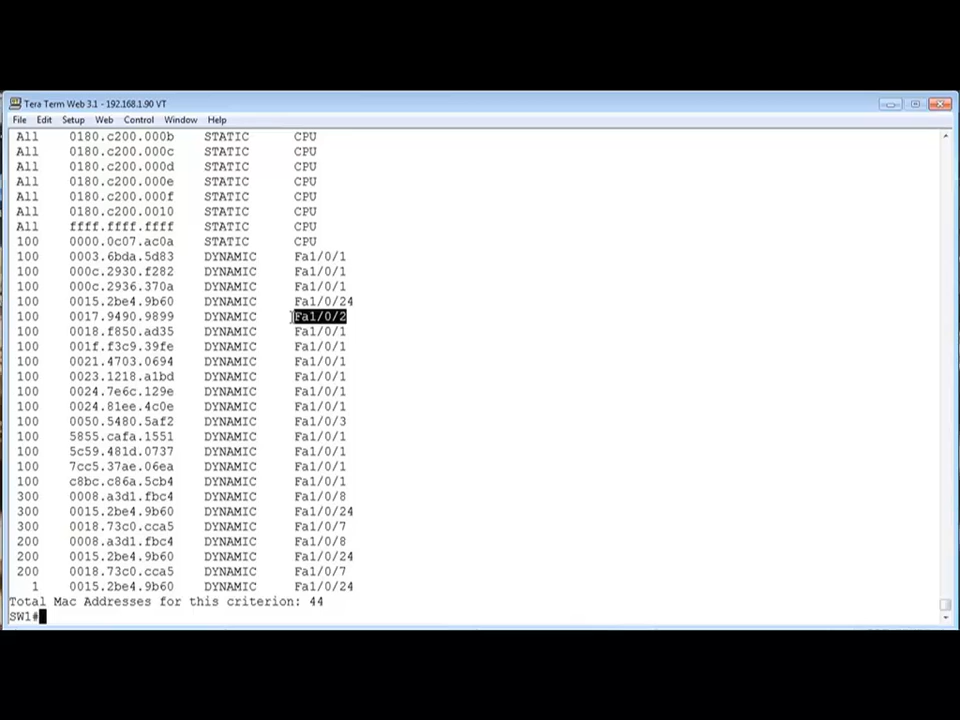 Tera Term Web 3.1 - 192.168.1.90 VT
File Edit Setup Web Control Window Help
All 0180.c200.000b STATIC CPU
All 0180.c200.000c STATIC CPU
All 0180.c200.000d STATIC CPU
All 0180.c200.000e STATIC CPU
All 0180.c200.000f STATIC CPU
All 0180.c200.0010 STATIC CPU
All ffff.ffff.ffff STATIC CPU
100 0000.0c07.ac0a STATIC CPU
100 0003.6bda.5d83 DYNAMIC Fa1/0/1
100 000c.2930.f282 DYNAMIC Fa1/0/1
100 000c.2936.370a DYNAMIC Fa1/0/1
100 0015.2be4.9b60 DYNAMIC Fa1/0/24
100 0017.9490.9899 DYNAMIC Fa1/0/2
100 0018.f850.ad35 DYNAMIC Fa1/0/1
100 001f.f3c9.39fe DYNAMIC Fa1/0/1
100 0021.4703.0694 DYNAMIC Fa1/0/1
100 0023.1218.a1bd DYNAMIC Fa1/0/1
100 0024.7e6c.129e DYNAMIC Fa1/0/1
100 0024.81ee.4c0e DYNAMIC Fa1/0/1
100 0050.5480.5af2 DYNAMIC Fa1/0/3
100 5855.cafa.1551 DYNAMIC Fa1/0/1
100 5c59.481d.0737 DYNAMIC Fa1/0/1
100 7cc5.37ae.06ea DYNAMIC Fa1/0/1
100 c8bc.c86a.5cb4 DYNAMIC Fa1/0/1
300 0008.a3d1.fbc4 DYNAMIC Fa1/0/8
300 0015.2be4.9b60 DYNAMIC Fa1/0/24
300 0018.73c0.cca5 DYNAMIC Fa1/0/7
200 0008.a3d1.fbc4 DYNAMIC Fa1/0/8
200 0015.2be4.9b60 DYNAMIC Fa1/0/24
200 0018.73c0.cca5 DYNAMIC Fa1/0/7
1 0015.2be4.9b60 DYNAMIC Fa1/0/24
Total Mac Addresses for this criterion: 44
SW1#